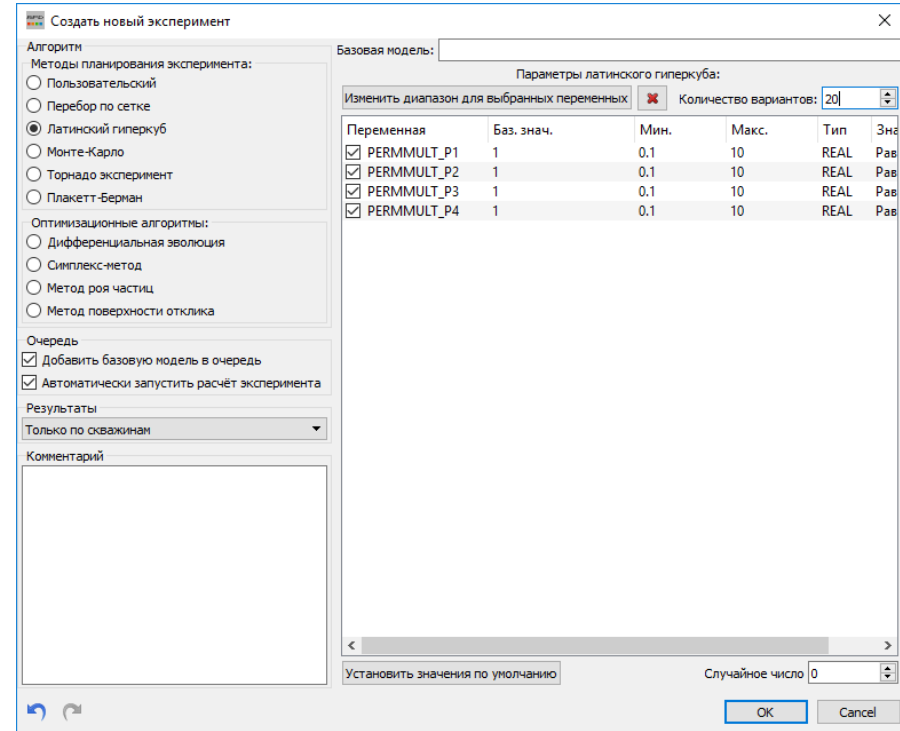 Создать новый эксперимент
Алгоритм
Методы планирования эксперимента:
Пользовательский
Перебор по сетке
Латинский гиперкуб
Монте-Карло
Торнадо эксперимент
Плакетт-Берман
Оптимизационные алгоритмы:
Дифференциальная эволюция
Симплекс-метод
Метод роя частиц
Метод поверхности отклика
Очередь
Добавить базовую модель в очередь
Автоматически запустить расчёт эксперимента
Результаты
Только по скважинам
Комментарий
Базовая модель:
Параметры латинского гиперкуба:
Изменить диапазон для выбранных переменных Количество вариантов: 20
Переменная Баз. знач. Мин. Макс. Тип Зна
PERMMULT_P1 1 0.1 10 REAL Рав
PERMMULT_P2 1 0.1 10 REAL Рав
PERMMULT_P3 1 0.1 10 REAL Рав
PERMMULT_P4 1 0.1 10 REAL Рав
Установить значения по умолчанию Случайное число 0
OK Cancel